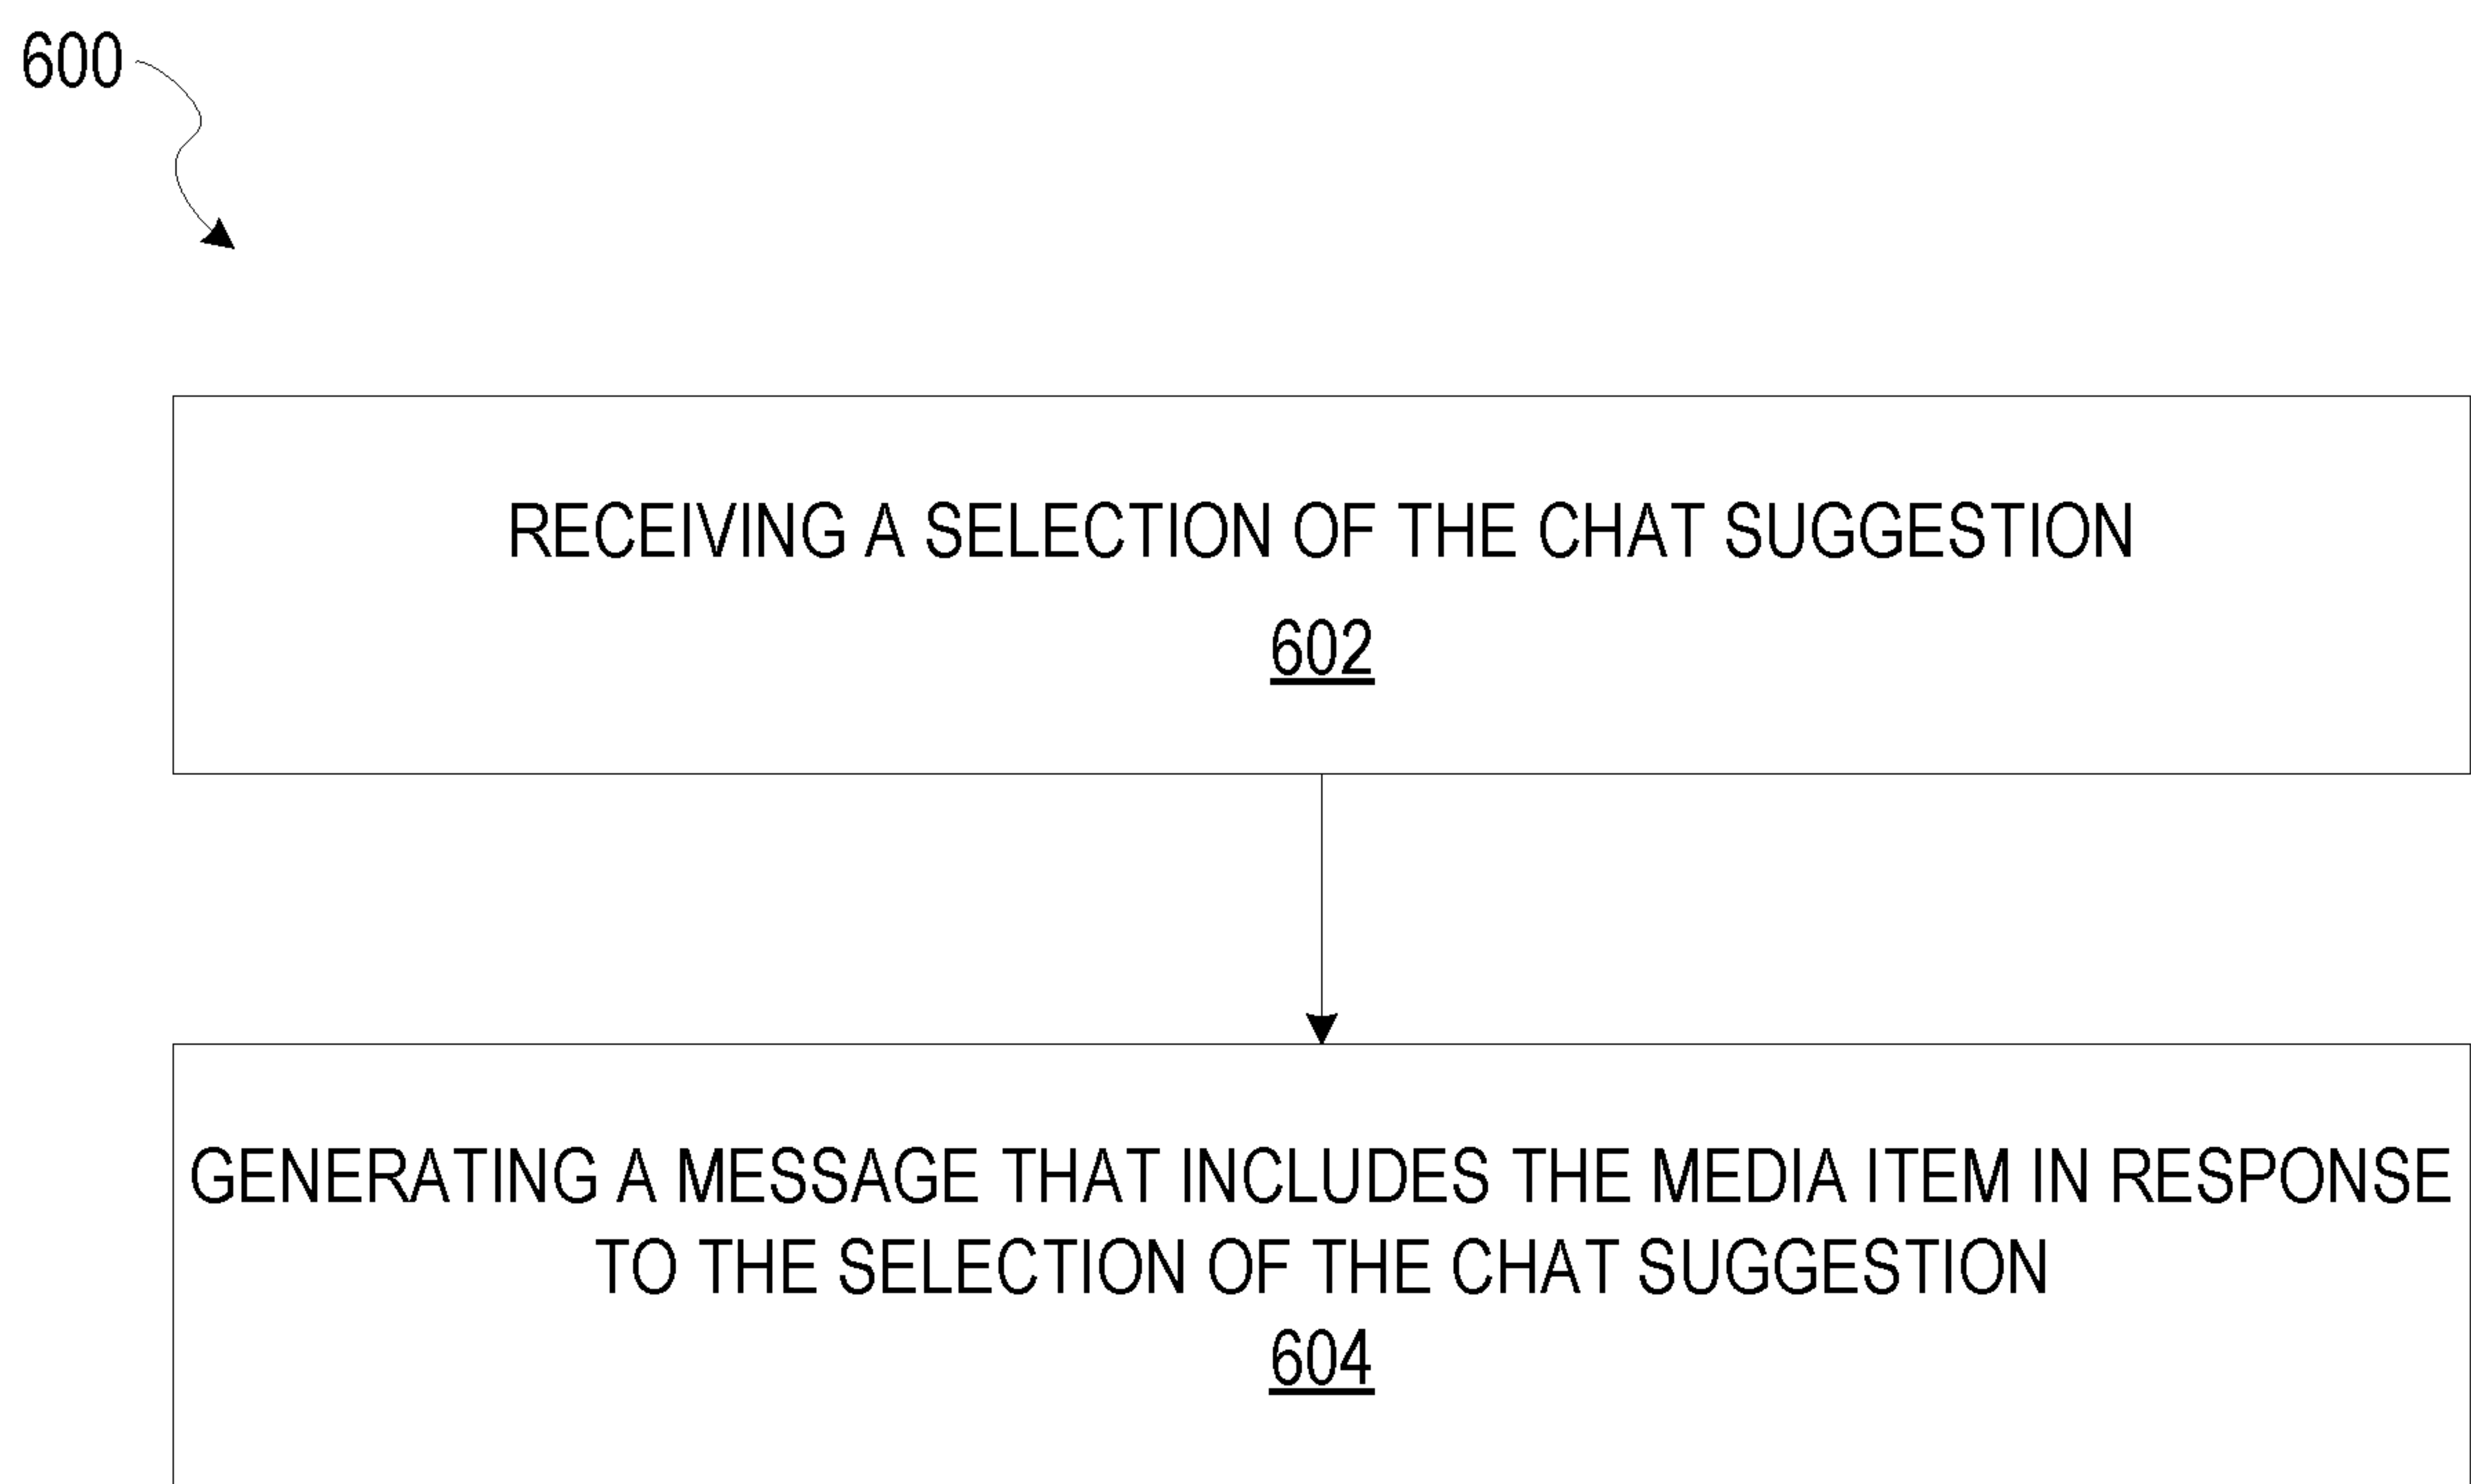 600
RECEIVING A SELECTION OF THE CHAT SUGGESTION
602
GENERATING A MESSAGE THAT INCLUDES THE MEDIA ITEM IN RESPONSE
TO THE SELECTION OF THE CHAT SUGGESTION
604